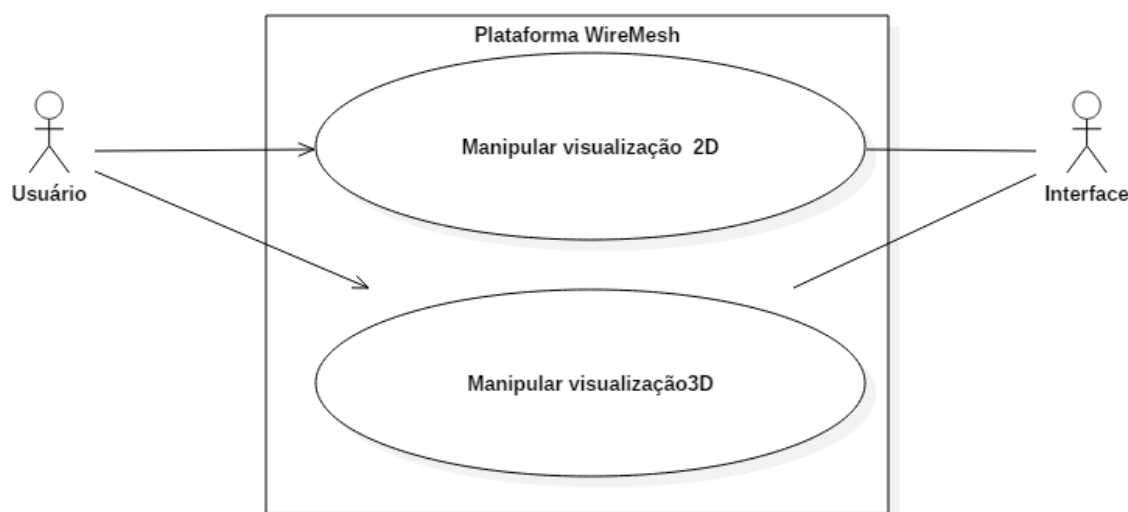 Plataforma WireMesh
Manipular visualização 2D
Usuário
Interface
Manipular visualização3D